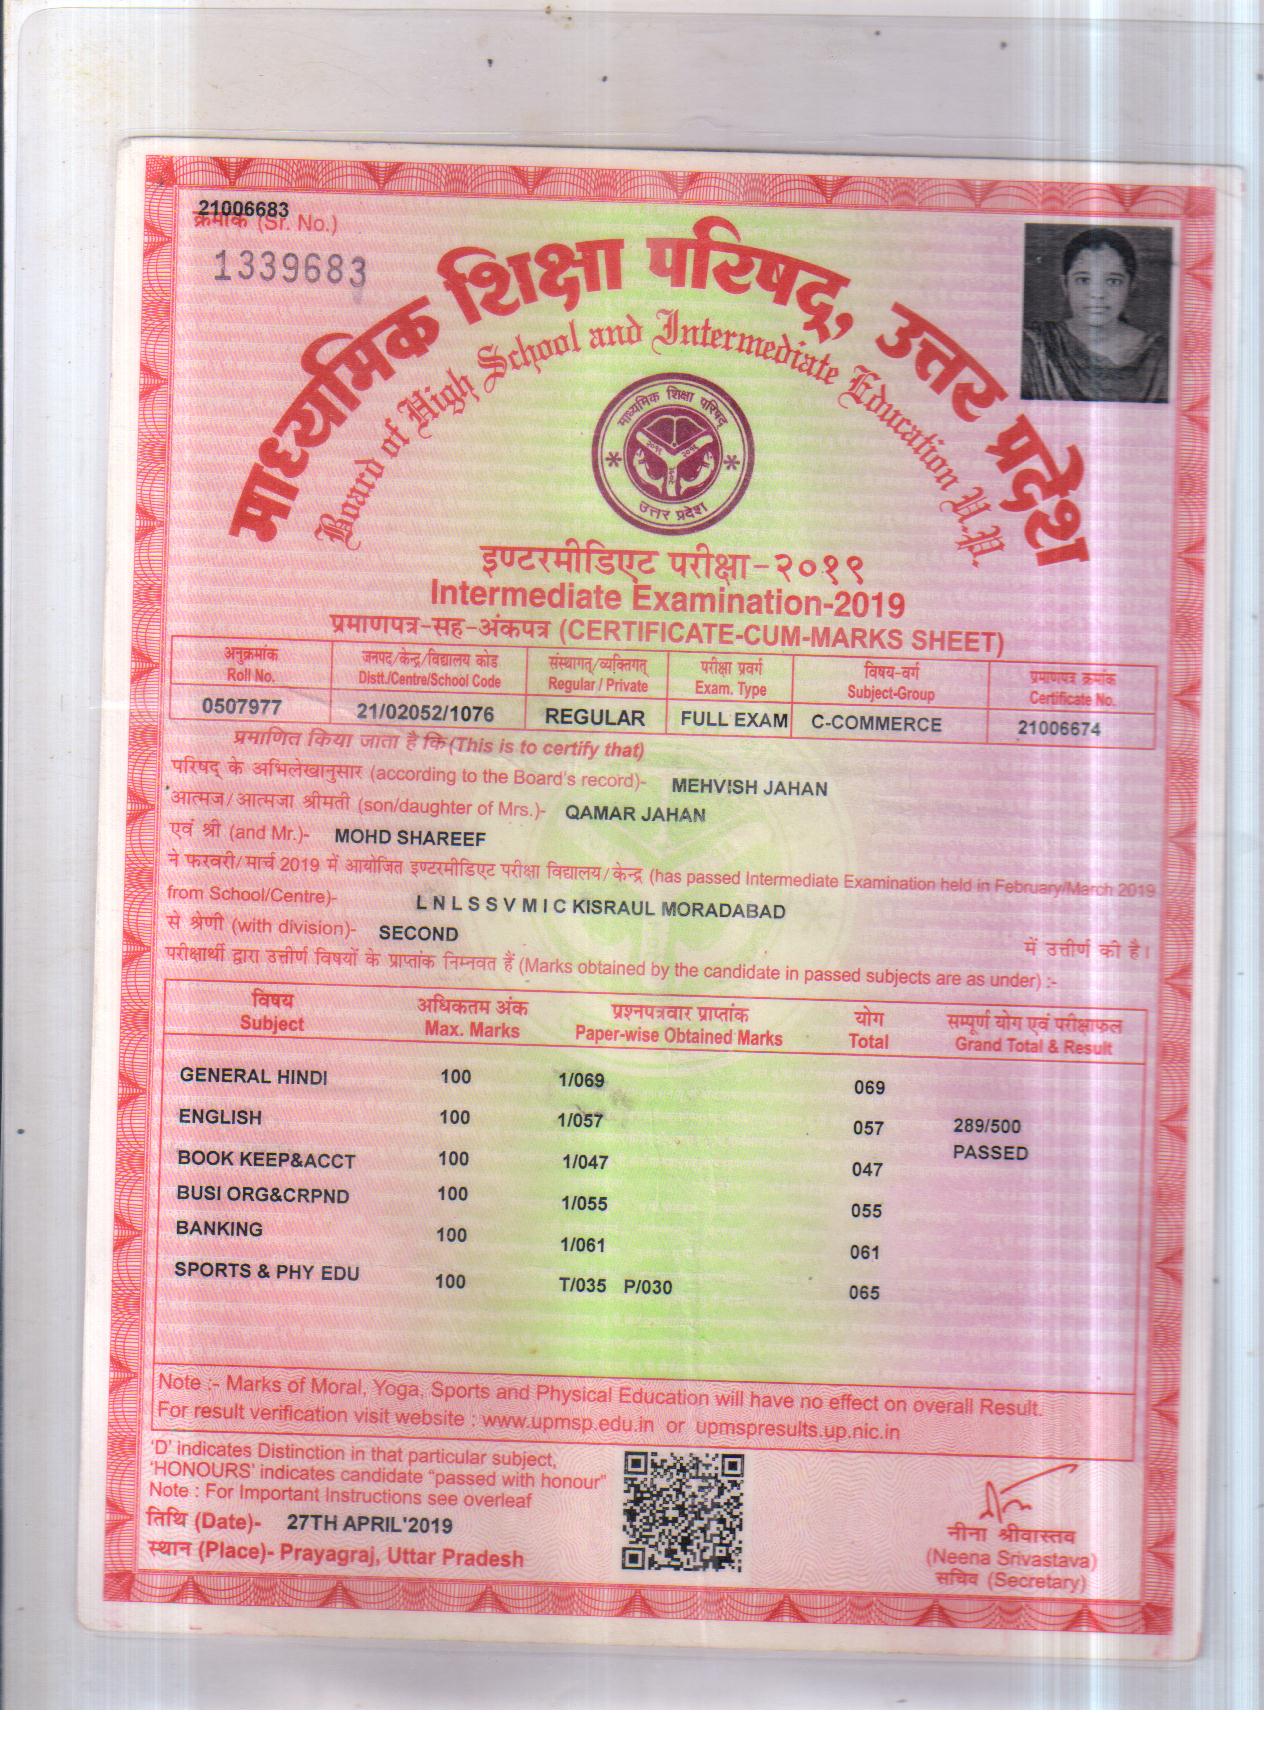 21006683
क्रमांक (Sr. No.)
1339683
माध्यमिक शिक्षा परिषद्, उत्तर प्रदेश
Board of High School and Intermediate Education U.P.
माध्यमिक शिक्षा परिषद्
उत्तर प्रदेश
इण्टरमीडिएट परीक्षा-२०१९
Intermediate Examination-2019
प्रमाणपत्र-सह-अंकपत्र (CERTIFICATE-CUM-MARKS SHEET)
अनुक्रमांक जनपद/केन्द्र/विद्यालय कोड संस्थागत्/व्यक्तिगत् परीक्षा प्रवर्ग विषय-वर्ग प्रमाणपत्र क्रमांक
Roll No. Distt./Centre/School Code Regular / Private Exam. Type Subject-Group Certificate No.
0507977 21/02052/1076 REGULAR FULL EXAM C-COMMERCE 21006674
प्रमाणित किया जाता है कि (This is to certify that)
परिषद् के अभिलेखानुसार (according to the Board's record)- MEHVISH JAHAN
आत्मज/आत्मजा श्रीमती (son/daughter of Mrs.)- QAMAR JAHAN
एवं श्री (and Mr.)- MOHD SHAREEF
ने फरवरी/मार्च 2019 में आयोजित इण्टरमीडिएट परीक्षा विद्यालय/केन्द्र (has passed Intermediate Examination held in February/March 2019
from School/Centre)- L N L S S V M I C KISRAUL MORADABAD
से श्रेणी (with division)- SECOND में उत्तीर्ण की है।
परीक्षार्थी द्वारा उत्तीर्ण विषयों के प्राप्तांक निम्नवत हैं (Marks obtained by the candidate in passed subjects are as under) :-
विषय अधिकतम अंक प्रश्नपत्रवार प्राप्तांक योग सम्पूर्ण योग एवं परीक्षाफल
Subject Max. Marks Paper-wise Obtained Marks Total Grand Total & Result
GENERAL HINDI 100 1/069 069
ENGLISH 100 1/057 057 289/500
PASSED
BOOK KEEP&ACCT 100 1/047 047
BUSI ORG&CRPND 100 1/055 055
BANKING 100 1/061 061
SPORTS & PHY EDU 100 T/035 P/030 065
Note :- Marks of Moral, Yoga, Sports and Physical Education will have no effect on overall Result.
For result verification visit website : www.upmsp.edu.in or upmspresults.up.nic.in
'D' indicates Distinction in that particular subject,
'HONOURS' indicates candidate "passed with honour"
Note : For Important Instructions see overleaf
तिथि (Date)- 27TH APRIL'2019
स्थान (Place)- Prayagraj, Uttar Pradesh
नीना श्रीवास्तव
(Neena Srivastava)
सचिव (Secretary)